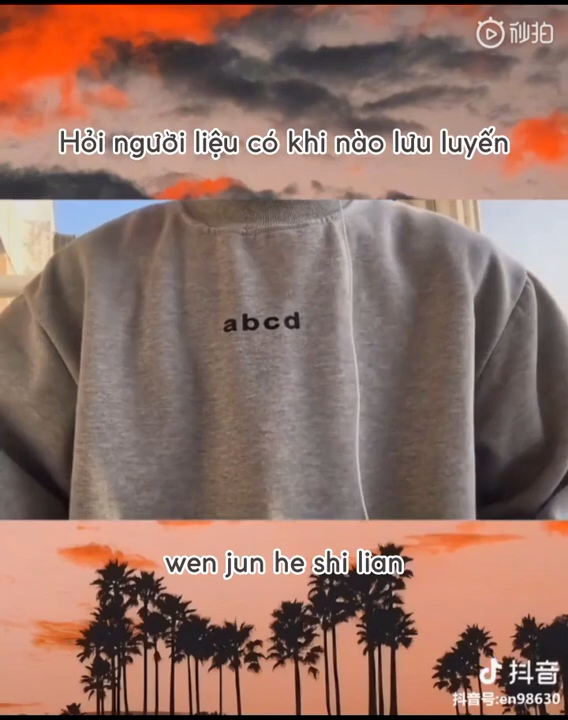 秒拍
Hỏi người liệu có khi nào lưu luyến
abcd
wen jun he shi lian
抖音
抖音号:en98630